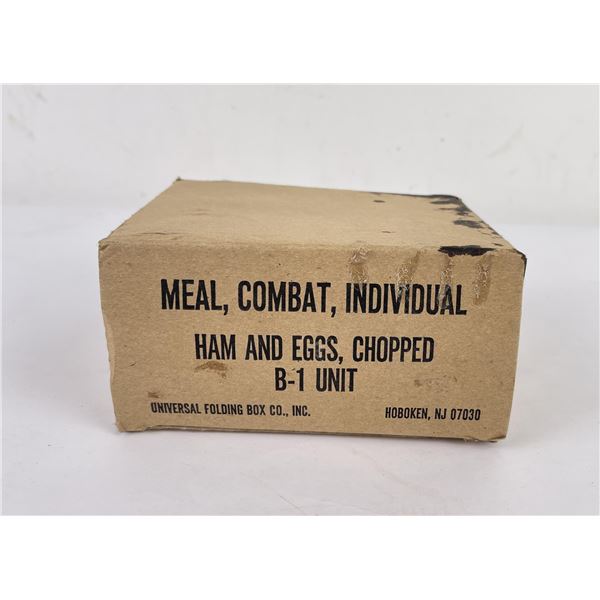 MEAL, COMBAT, INDIVIDUAL
HAM AND EGGS, CHOPPED
B-1 UNIT
UNIVERSAL FOLDING BOX CO., INC. HOBOKEN, NJ 07030